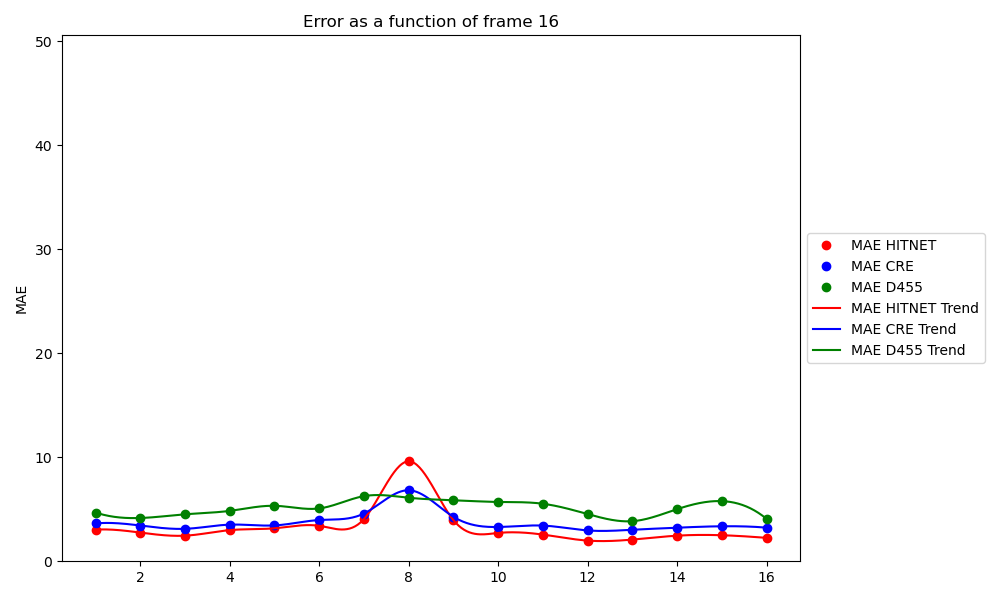 Error as a function of frame 16
50
40
30
20
10
0
MAE
2 4 6 8 10 12 14 16
MAE HITNET
MAE CRE
MAE D455
MAE HITNET Trend
MAE CRE Trend
MAE D455 Trend